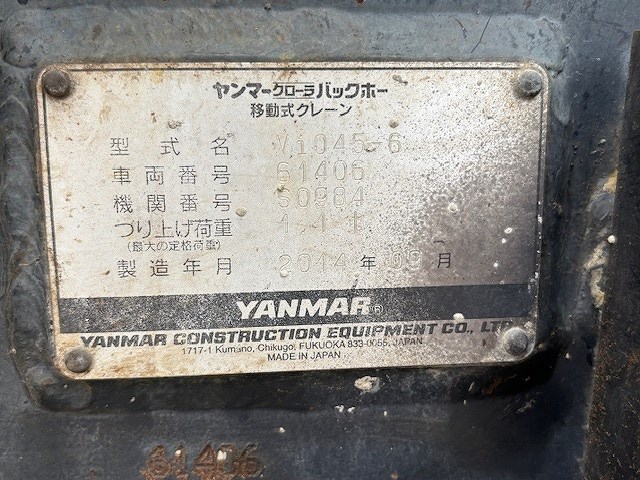 ヤンマークローラバックホー
移動式クレーン
型式名 ViO45-6
車両番号 61406
機関番号 S0984
つり上げ荷重 1.1 t
(最大の定格荷重)
製造年月 2014年09月
YANMAR®
YANMAR CONSTRUCTION EQUIPMENT CO., LTD.
1717-1 Kumano, Chikugo, FUKUOKA 833-0055, JAPAN
MADE IN JAPAN
61406